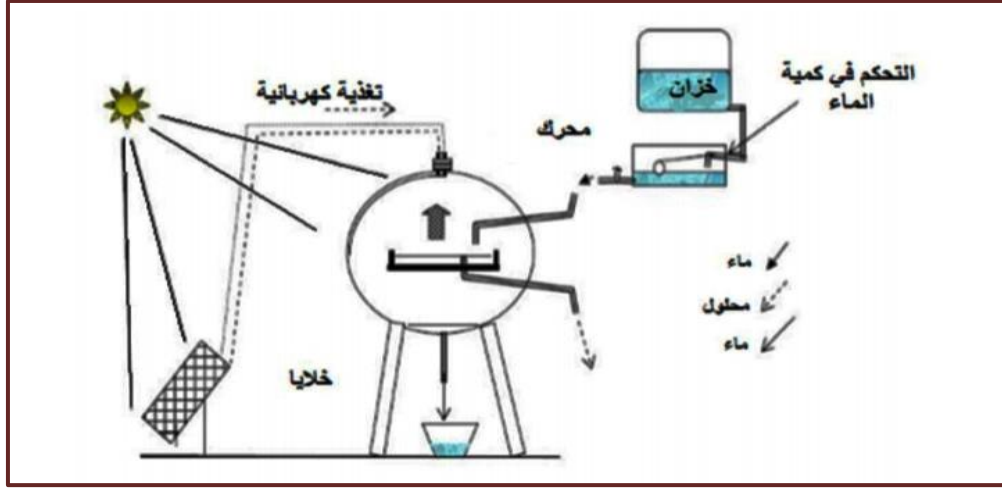 تغذية كهربائية
خزان
التحكم في كمية
الماء
محرك
ماء
محلول
ماء
خلايا